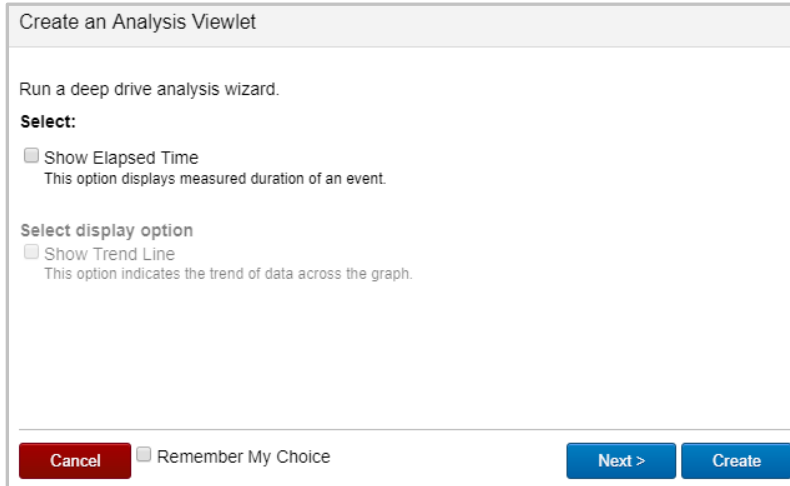 Create an Analysis Viewlet
Run a deep drive analysis wizard.
Select:
Show Elapsed Time
This option displays measured duration of an event.
Select display option
Show Trend Line
This option indicates the trend of data across the graph.
Cancel
Remember My Choice
Next >
Create